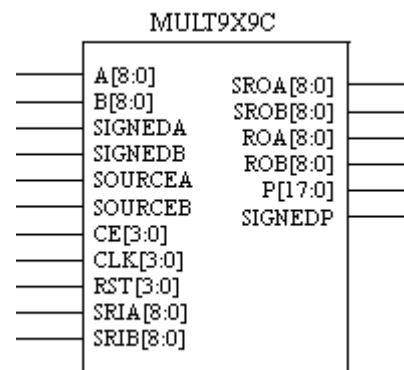 MULT9X9C
A[8:0]
B[8:0]
SIGNEDA
SIGNEDB
SOURCEA
SOURCEB
CE[3:0]
CLK[3:0]
RST[3:0]
SRIA[8:0]
SRIB[8:0]
SROA[8:0]
SROB[8:0]
ROA[8:0]
ROB[8:0]
P[17:0]
SIGNEDP